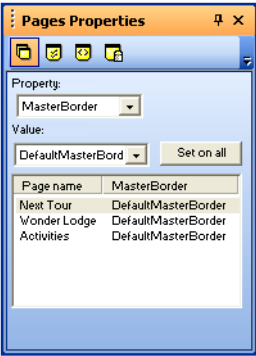 Pages Properties
Property:
MasterBorder
Value:
DefaultMasterBord
Set on all
Page name MasterBorder
Next Tour DefaultMasterBorder
Wonder Lodge DefaultMasterBorder
Activities DefaultMasterBorder